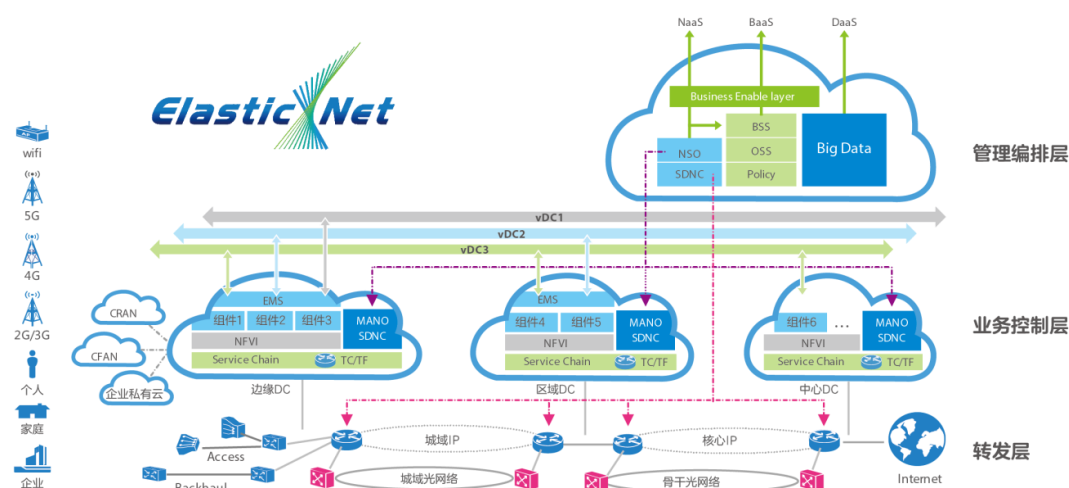 NaaS
BaaS
DaaS
ElasticNet
Business Enable layer
BSS
NSO
OSS
SDNC
Policy
Big Data
管理编排层
wifi
5G
4G
2G/3G
个人
家庭
企业
vDC1
vDC2
vDC3
CRAN
CFAN
企业私有云
EMS
组件1
组件2
组件3
MANO
SDNC
NFVI
Service Chain
TC/TF
边缘DC
EMS
组件4
组件5
MANO
SDNC
NFVI
Service Chain
TC/TF
区域DC
组件6
...
MANO
SDNC
NFVI
Service Chain
TC/TF
中心DC
业务控制层
Access
Backhaul
城域IP
核心IP
城域光网络
骨干光网络
Internet
转发层